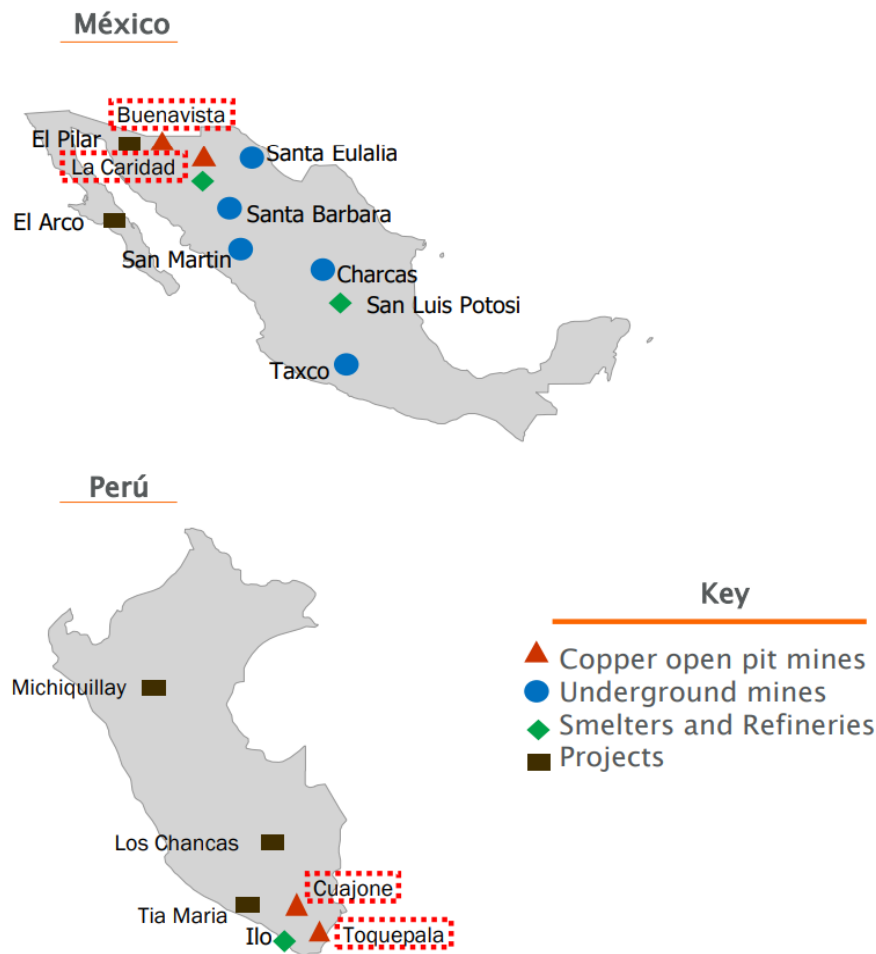 México
Buenavista
El Pilar
Santa Eulalia
La Caridad
Santa Barbara
El Arco
San Martin
Charcas
San Luis Potosi
Taxco
Perú
Key
Copper open pit mines
Michiquillay
Underground mines
Smelters and Refineries
Projects
Los Chancas
Cuajone
Tia Maria
Ilo
Toquepala